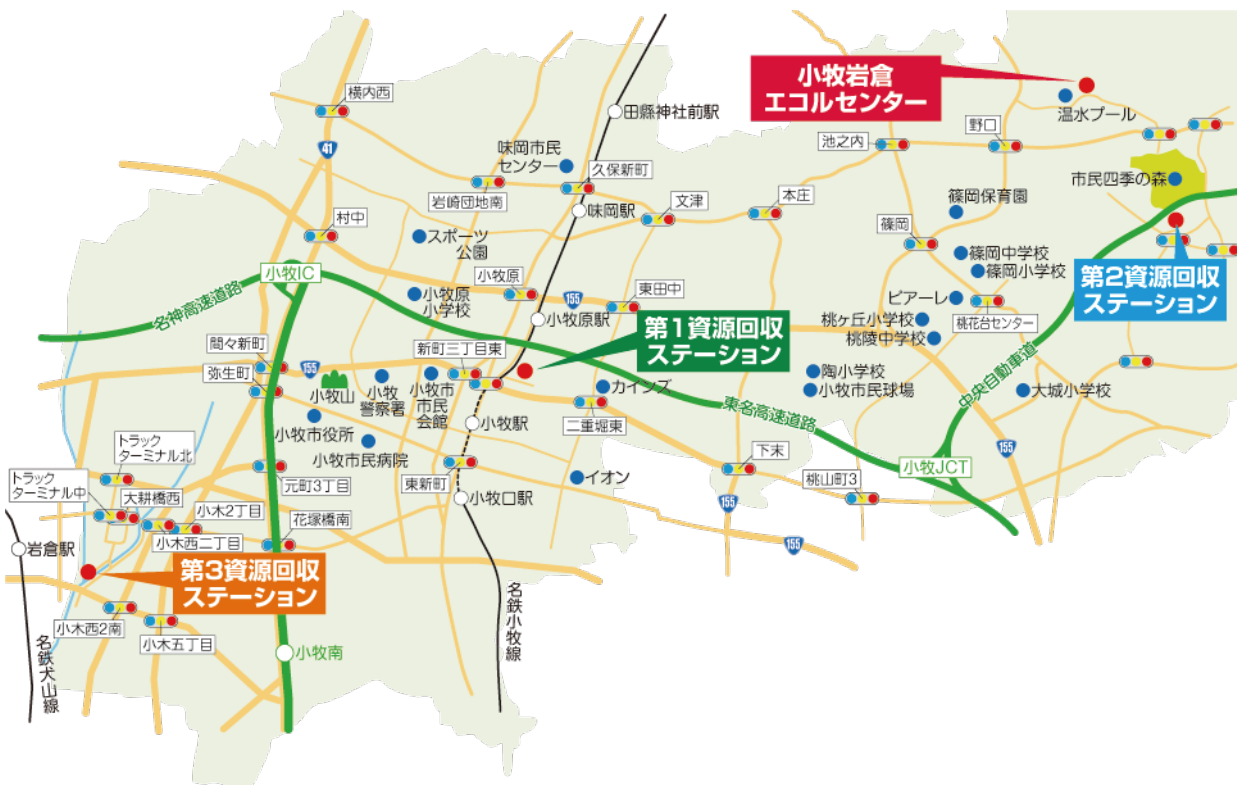 小牧岩倉
エコルセンター
温水プール
横内西
田縣神社前駅
41
野口
池之内
味岡市民
センター
久保新町
市民四季の森
岩崎団地南
味岡駅
文津
本庄
篠岡保育園
村中
スポーツ
公園
篠岡
篠岡中学校
篠岡小学校
小牧IC
小牧原
155
東田中
第2資源回収
ステーション
名神高速道路
小牧原
小学校
小牧原駅
ピアーレ
桃花台センター
桃ヶ丘小学校
桃陵中学校
第1資源回収
ステーション
間々新町
新町三丁目東
155
弥生町
小牧山
小牧
警察署
小牧市
市民
会館
カインズ
陶小学校
小牧市民球場
中央自動車道
大城小学校
小牧市役所
小牧駅
二重堀東
東名高速道路
小牧市民病院
155
トラック
ターミナル北
トラック
ターミナル中
大耕橋西
元町3丁目
東新町
イオン
下末
小牧JCT
桃山町3
小牧口駅
155
小木2丁目
小木西二丁目
花塚橋南
岩倉駅
155
第3資源回収
ステーション
小木西2南
小木五丁目
小牧南
名鉄小牧線
名鉄犬山線